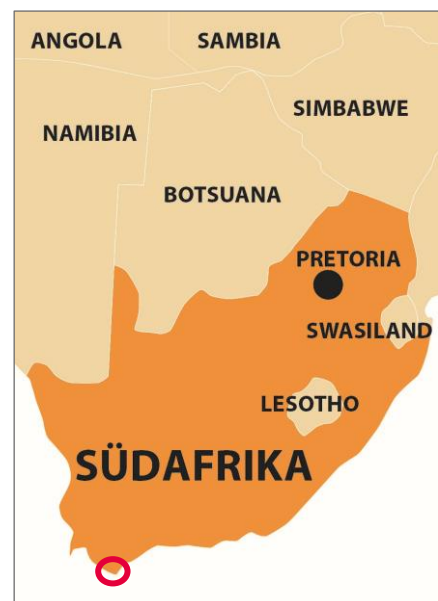 ANGOLA
SAMBIA
SIMBABWE
NAMIBIA
BOTSUANA
PRETORIA
SWASILAND
LESOTHO
SÜDAFRIKA